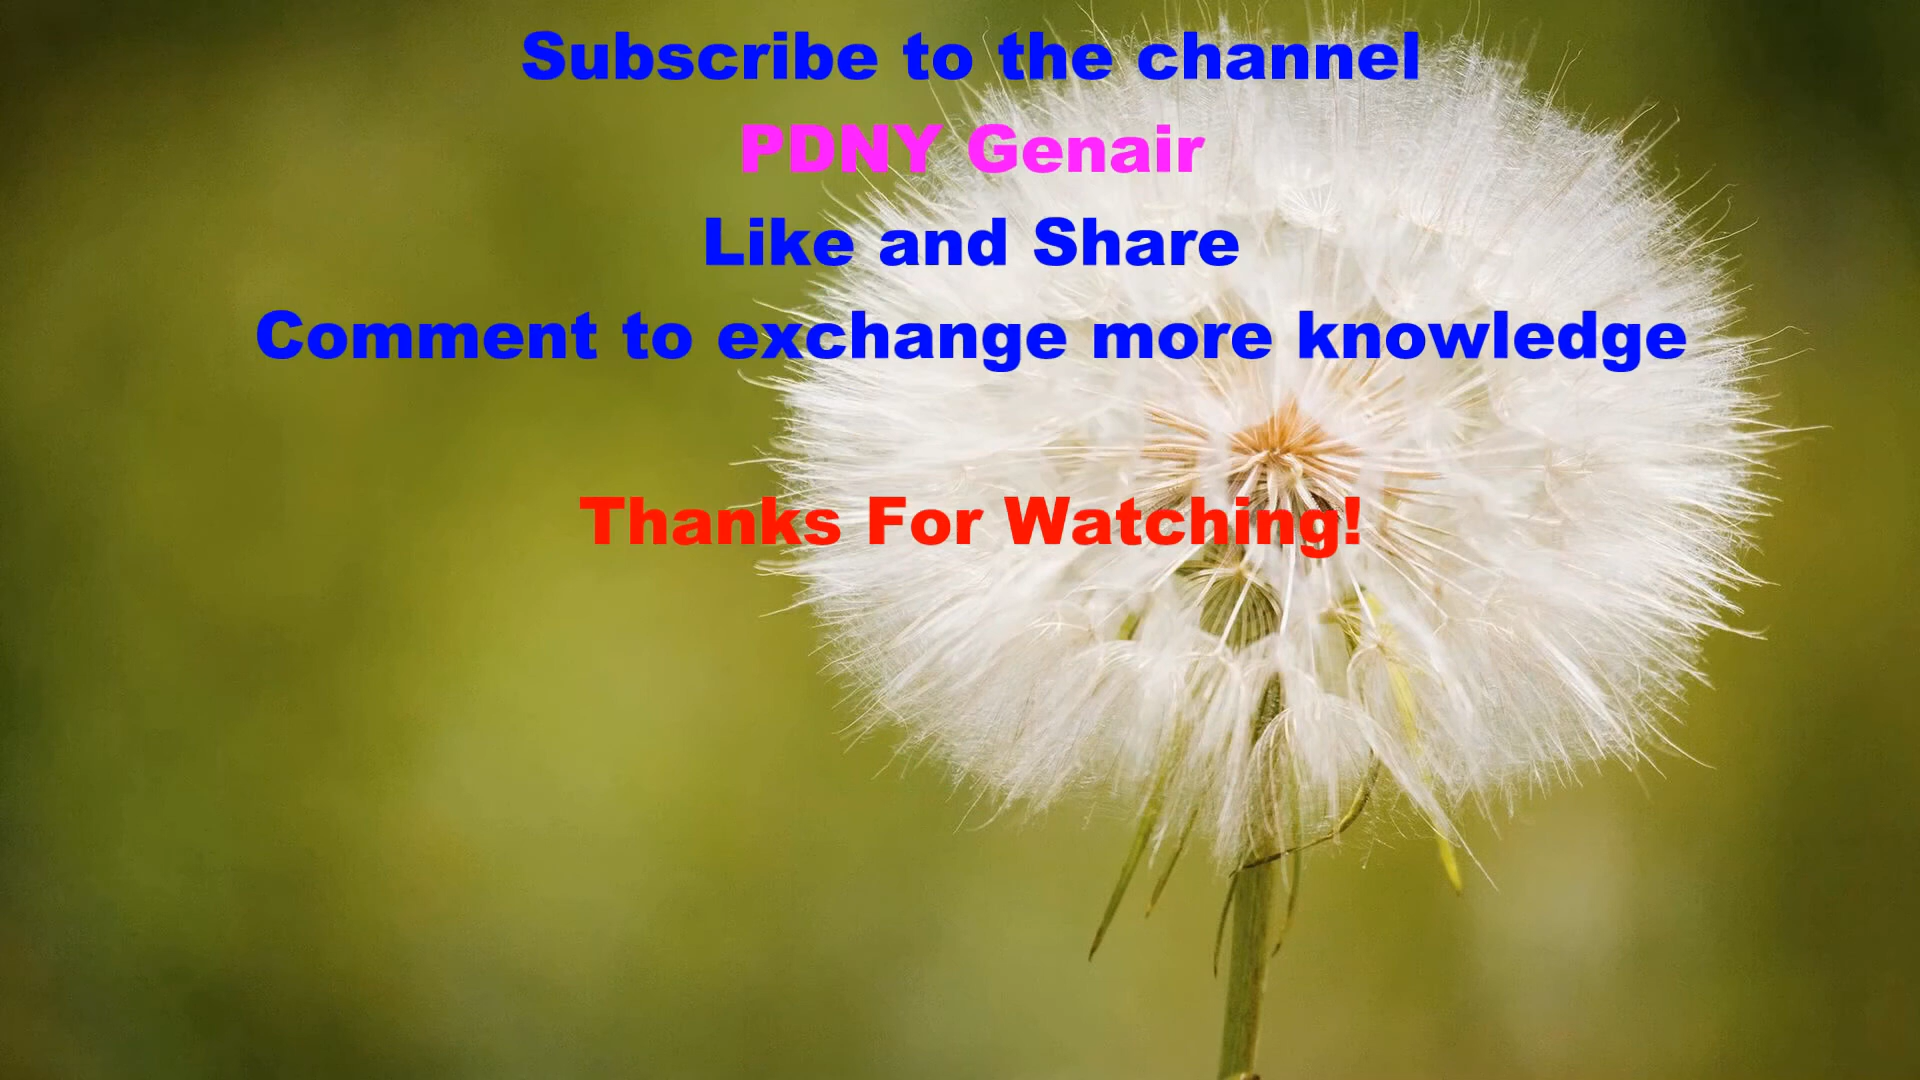 Subscribe to the channel
PDNY Genair
Like and Share
Comment to exchange more knowledge
Thanks For Watching!